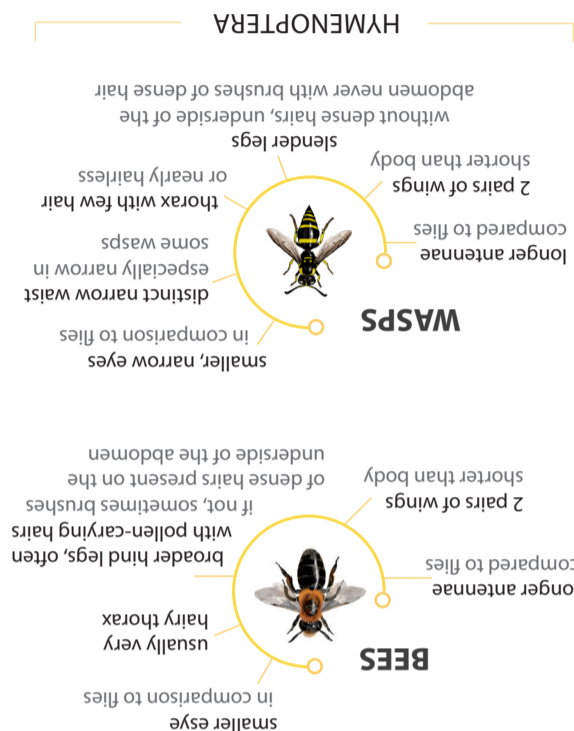 smaller esye
in comparison to flies
BEES
usually very
hairy thorax
onger antennae
compared to flies
broader hind legs, often
with pollen-carying hairs
if not, sometimes brushes
of dense hairs present on the
underside of the abdomen
2 pairs of wings
shorter than body
smaller, narrow eyes
in comparison to flies
WASPS
distinct narrow waist
especially narrow in
some wasps
longer antennae
compared to flies
thorax with few hair
or nearly hairless
2 pairs of wings
shorter than body
slender legs
without dense hairs, underside of the
abdomen never with brushes of dense hair
HYMENOPTERA